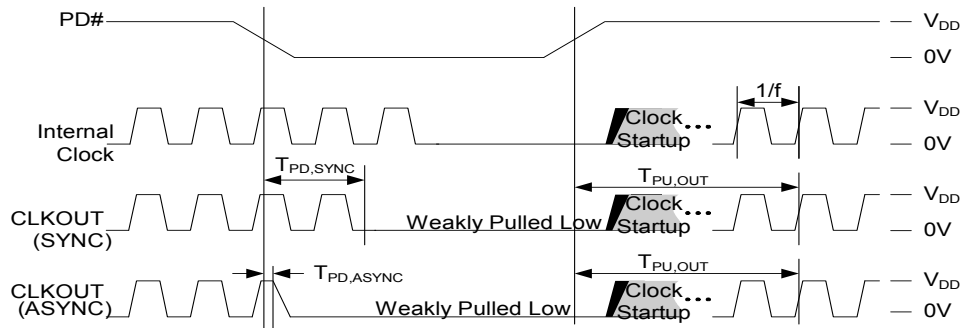 PD#
V_DD
0V
Internal
Clock
Clock
Startup
...
1/f
V_DD
0V
T_PD,SYNC
T_PU,OUT
CLKOUT
(SYNC)
Weakly Pulled Low
Clock
Startup
...
V_DD
0V
T_PD,ASYNC
T_PU,OUT
CLKOUT
(ASYNC)
Weakly Pulled Low
Clock
Startup
...
V_DD
0V